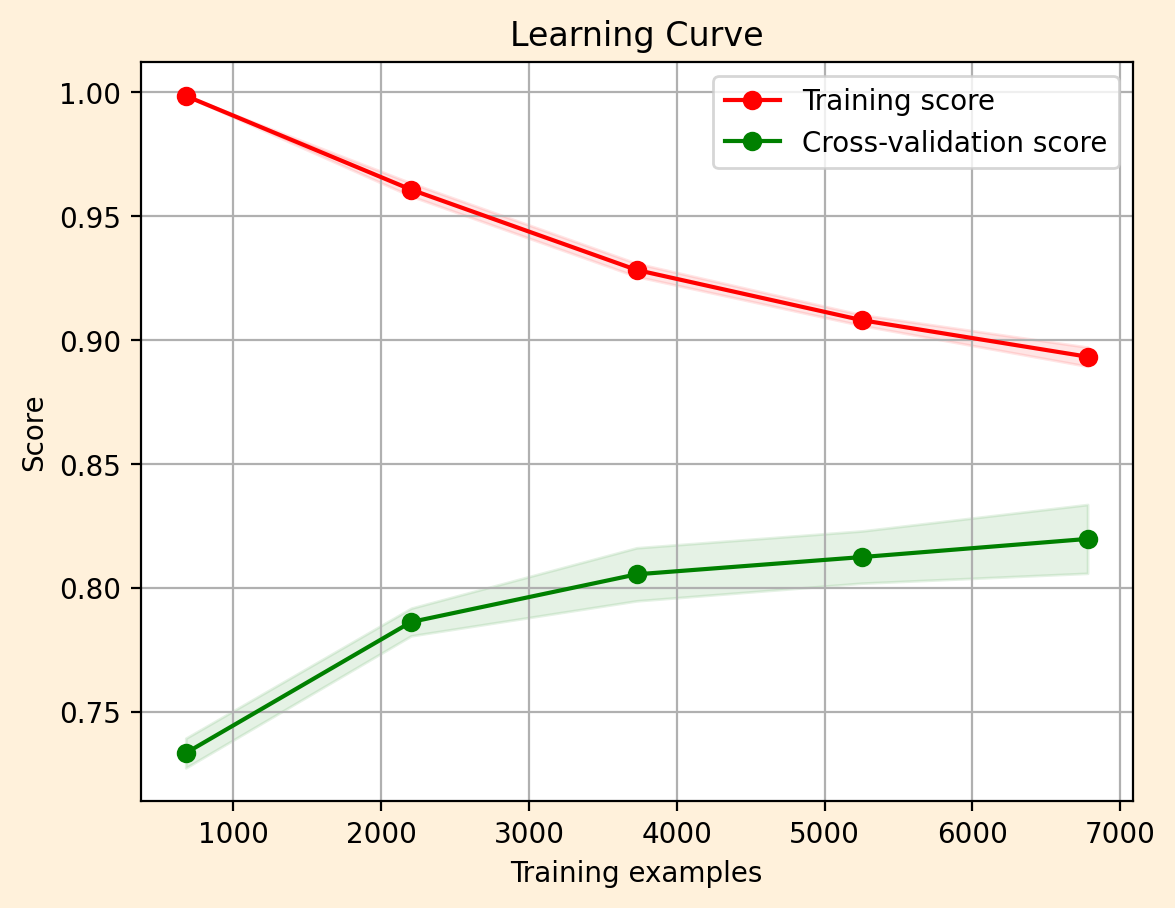 Learning Curve
1.00
0.95
0.90
0.85
0.80
0.75
Score
Training score
Cross-validation score
1000 2000 3000 4000 5000 6000 7000
Training examples